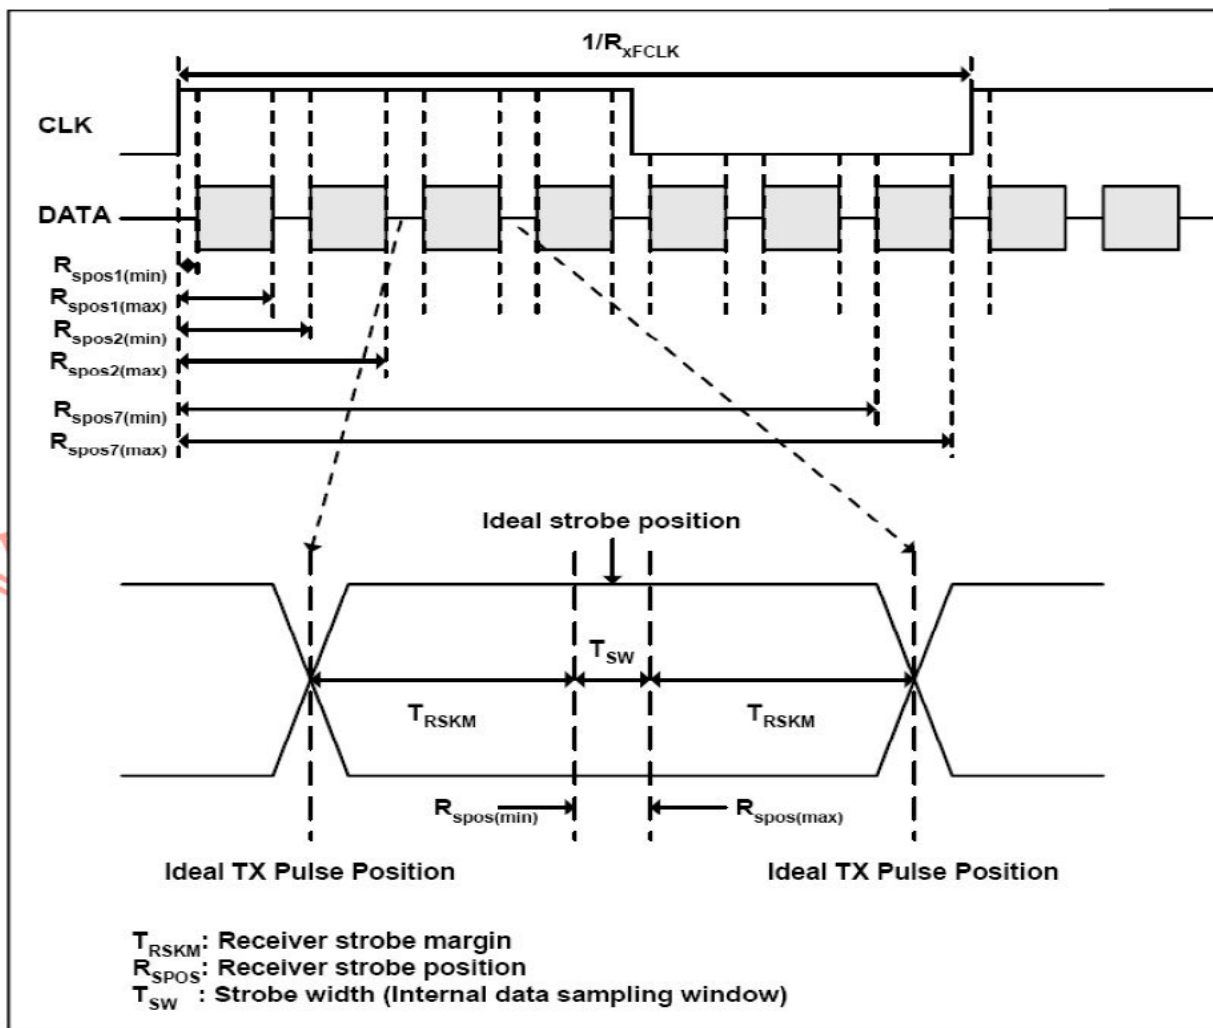 1/RxFCLK
CLK
DATA
Rspos1(min)
Rspos1(max)
Rspos2(min)
Rspos2(max)
Rspos7(min)
Rspos7(max)
Ideal strobe position
TSW
TRSKM
TRSKM
Rspos(min)
Rspos(max)
Ideal TX Pulse Position
Ideal TX Pulse Position
TRSKM: Receiver strobe margin
RSPOS: Receiver strobe position
TSW : Strobe width (Internal data sampling window)